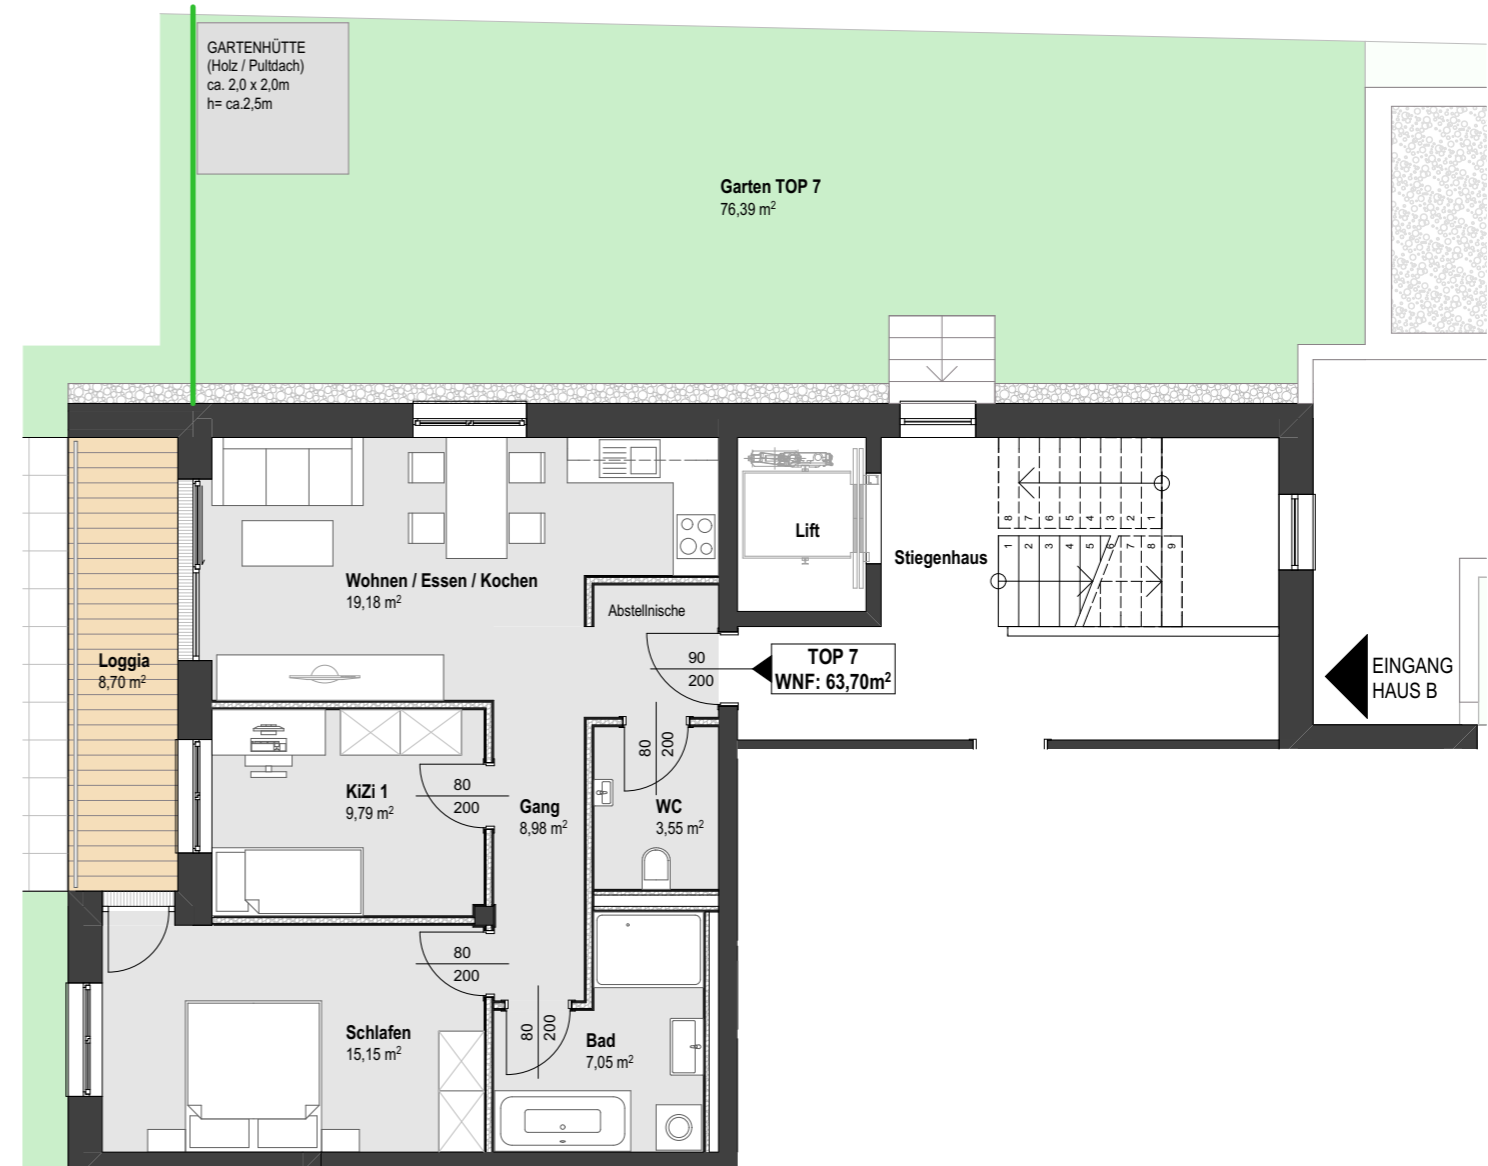 GARTENHÜTTE
(Holz / Pultdach)
ca. 2,0 x 2,0m
h= ca.2,5m
Garten TOP 7
76,39 m²
Lift
Stiegenhaus
8 7 6 5 4 3 2 1
1 2 3 4 5 6 7 8 9
Wohnen / Essen / Kochen
19,18 m²
Abstellnische
Loggia
8,70 m²
90
200
TOP 7
WNF: 63,70m²
EINGANG
HAUS B
80
200
KiZi 1
9,79 m²
80
200
Gang
8,98 m²
WC
3,55 m²
80
200
Schlafen
15,15 m²
80
200
Bad
7,05 m²